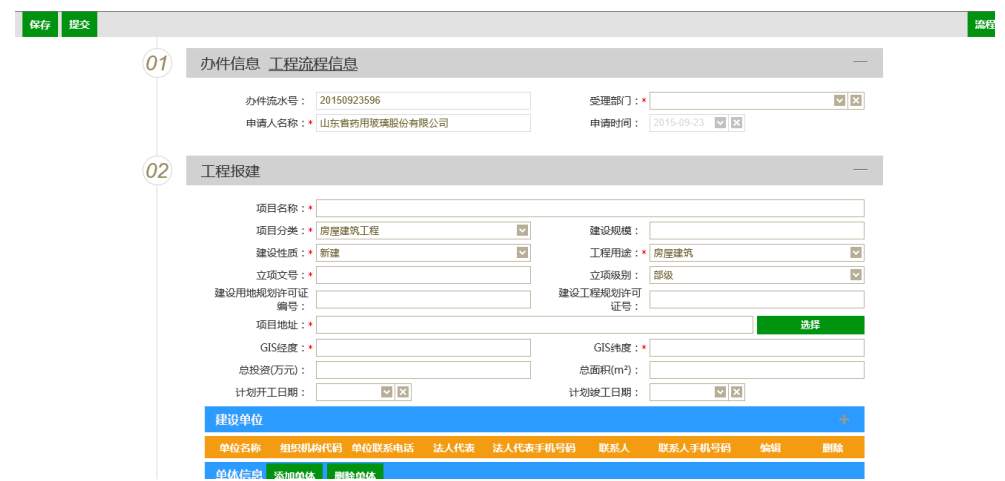 保存 提交 流程
01 办件信息 工程流程信息
办件流水号： 20150923596 受理部门：*
申请人名称：* 山东省药用玻璃股份有限公司 申请时间： 2015-09-23
02 工程报建
项目名称：*
项目分类：* 房屋建筑工程 建设规模：
建设性质：* 新建 工程用途：* 房屋建筑
立项文号：* 立项级别： 部级
建设用地规划许可证编号： 建设工程规划许可证号：
项目地址：* 选择
GIS经度：* GIS纬度：*
总投资(万元)： 总面积(m²)：
计划开工日期： 计划竣工日期：
建设单位
单位名称 组织机构代码 单位联系电话 法人代表 法人代表手机号码 联系人 联系人手机号码 编辑 删除
单体信息 添加单体 删除单体